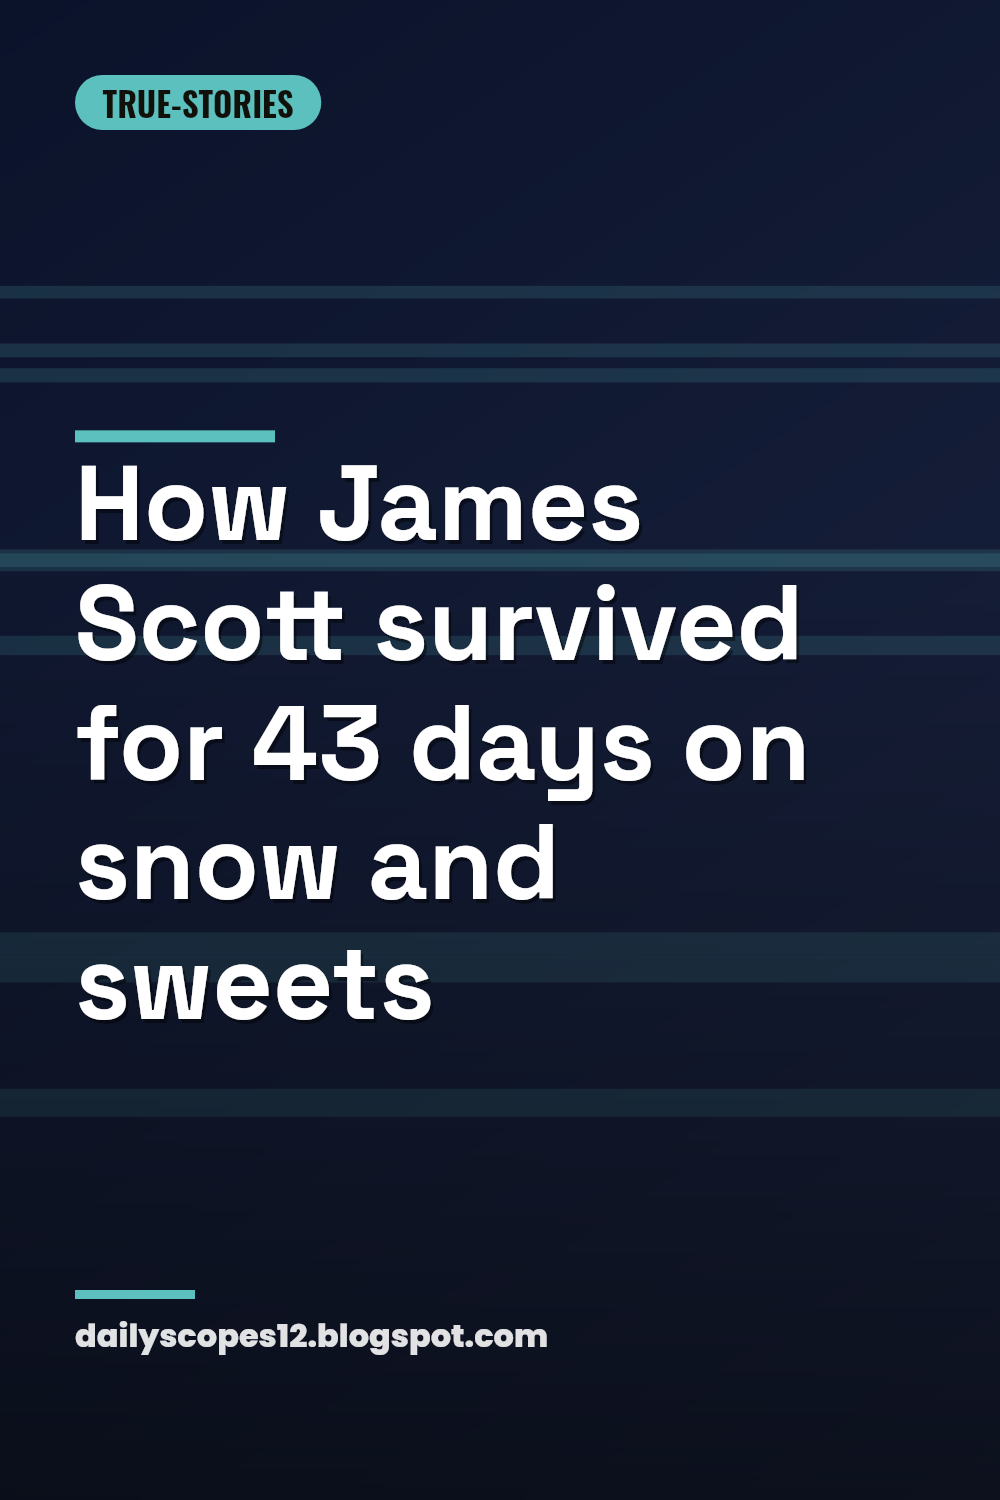 TRUE-STORIES
How James
Scott survived
for 43 days on
snow and
sweets
dailyscopes12.blogspot.com